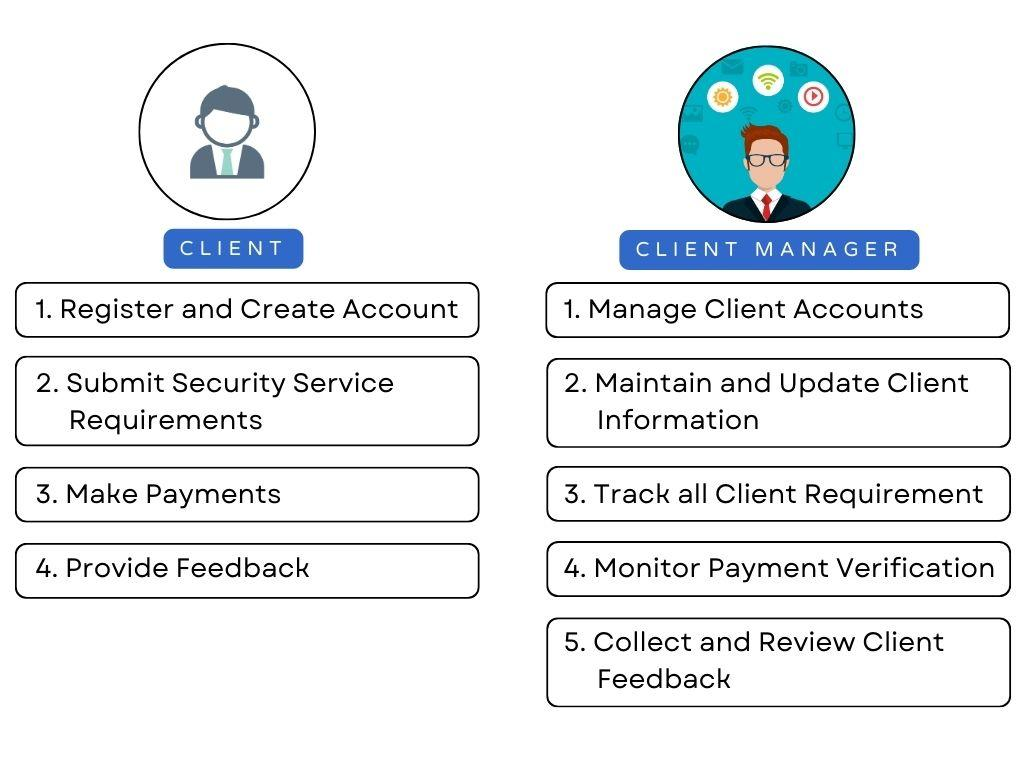 CLIENT
1. Register and Create Account
2. Submit Security Service
Requirements
3. Make Payments
4. Provide Feedback
CLIENT MANAGER
1. Manage Client Accounts
2. Maintain and Update Client
Information
3. Track all Client Requirement
4. Monitor Payment Verification
5. Collect and Review Client
Feedback